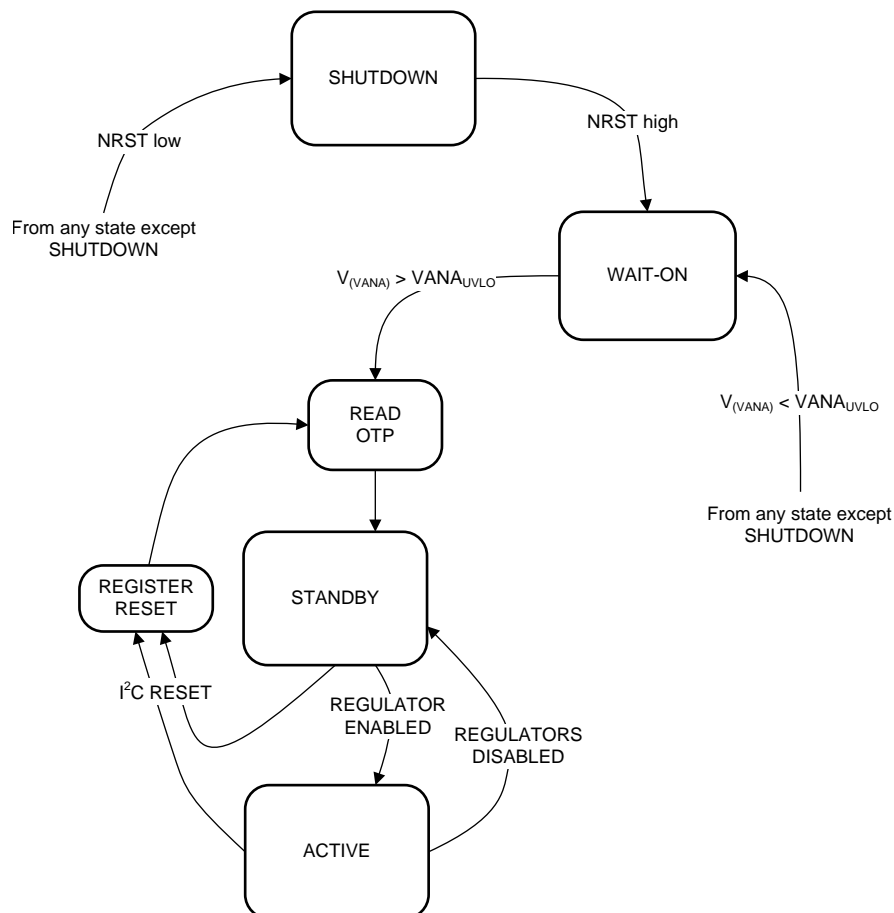 SHUTDOWN
NRST low
NRST high
From any state except
SHUTDOWN
WAIT-ON
V(VANA) > VANAUVLO
READ
OTP
V(VANA) < VANAUVLO
From any state except
SHUTDOWN
REGISTER
RESET
STANDBY
I²C RESET
REGULATOR
ENABLED
REGULATORS
DISABLED
ACTIVE